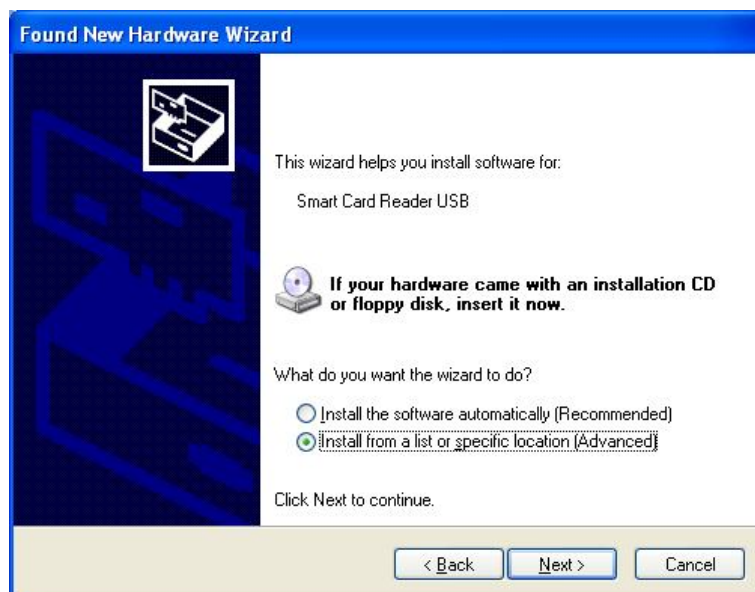 Found New Hardware Wizard
This wizard helps you install software for:
Smart Card Reader USB
If your hardware came with an installation CD
or floppy disk, insert it now.
What do you want the wizard to do?
Install the software automatically (Recommended)
Install from a list or specific location (Advanced)
Click Next to continue.
< Back Next > Cancel